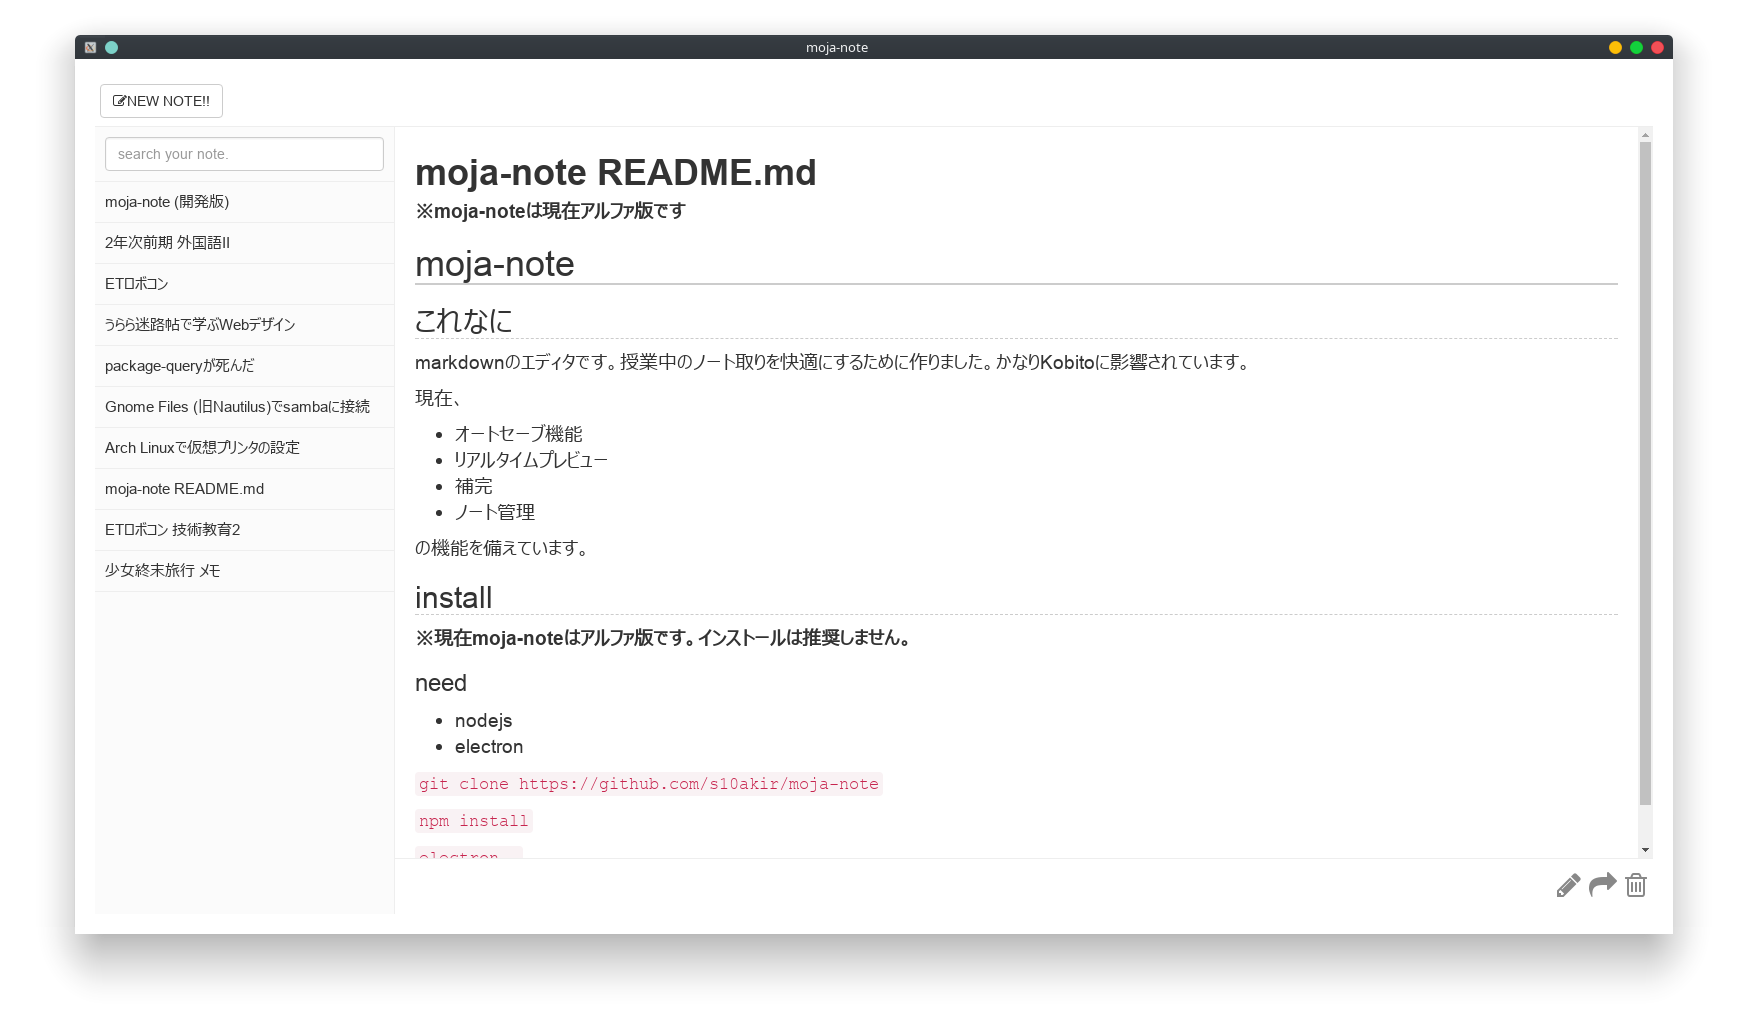 moja-note
NEW NOTE!!
search your note.
moja-note (開発版)
2年次前期 外国語II
ETロボコン
うらら迷路帖で学ぶWebデザイン
package-queryが死んだ
Gnome Files (旧Nautilus)でsambaに接続
Arch Linuxで仮想プリンタの設定
moja-note README.md
ETロボコン 技術教育2
少女終末旅行 メモ
moja-note README.md
※moja-noteは現在アルファ版です
moja-note
これなに
markdownのエディタです。授業中のノート取りを快適にするために作りました。かなりKobitoに影響されています。
現在、
オートセーブ機能
リアルタイムプレビュー
補完
ノート管理
の機能を備えています。
install
※現在moja-noteはアルファ版です。インストールは推奨しません。
need
nodejs
electron
git clone https://github.com/s10akir/moja-note
npm install
electron